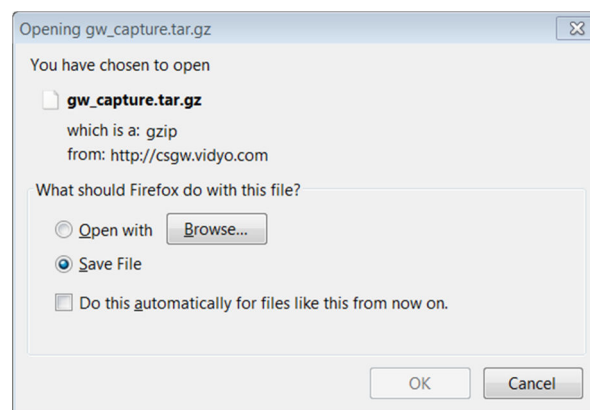 Opening gw_capture.tar.gz
You have chosen to open
gw_capture.tar.gz
which is a: gzip
from: http://csgw.vidyo.com
What should Firefox do with this file?
Open with Browse...
Save File
Do this automatically for files like this from now on.
OK Cancel